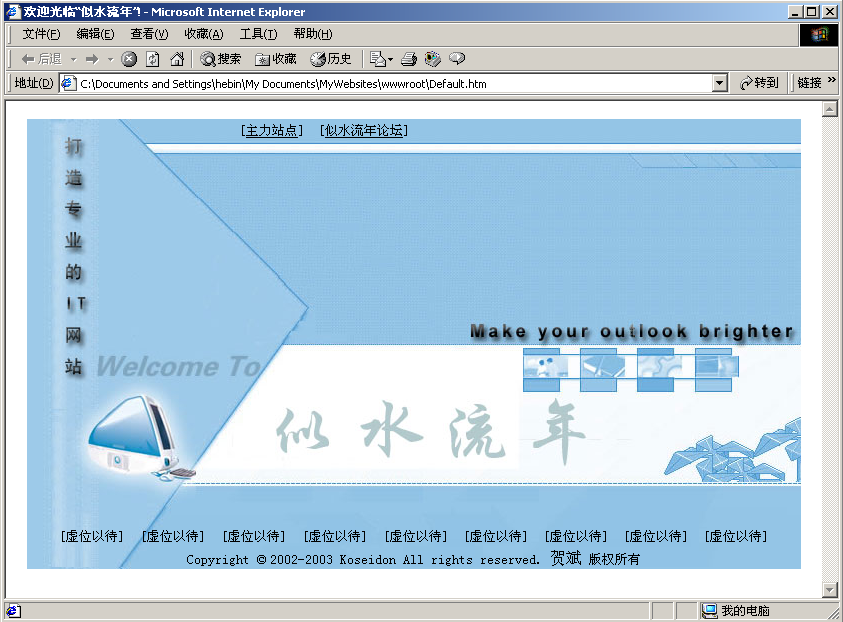 欢迎光临“似水流年”! - Microsoft Internet Explorer
文件(F) 编辑(E) 查看(V) 收藏(A) 工具(T) 帮助(H)
后退 搜索 收藏 历史
地址(D) C:\Documents and Settings\hebin\My Documents\MyWebsites\wwwroot\Default.htm 转到 链接 »
[主力站点] [似水流年论坛]
打造专业的IT网站
Make your outlook brighter
Welcome To
似水流年
[虚位以待] [虚位以待] [虚位以待] [虚位以待] [虚位以待] [虚位以待] [虚位以待] [虚位以待] [虚位以待]
Copyright © 2002-2003 Koseidon All rights reserved. 贺斌 版权所有
我的电脑